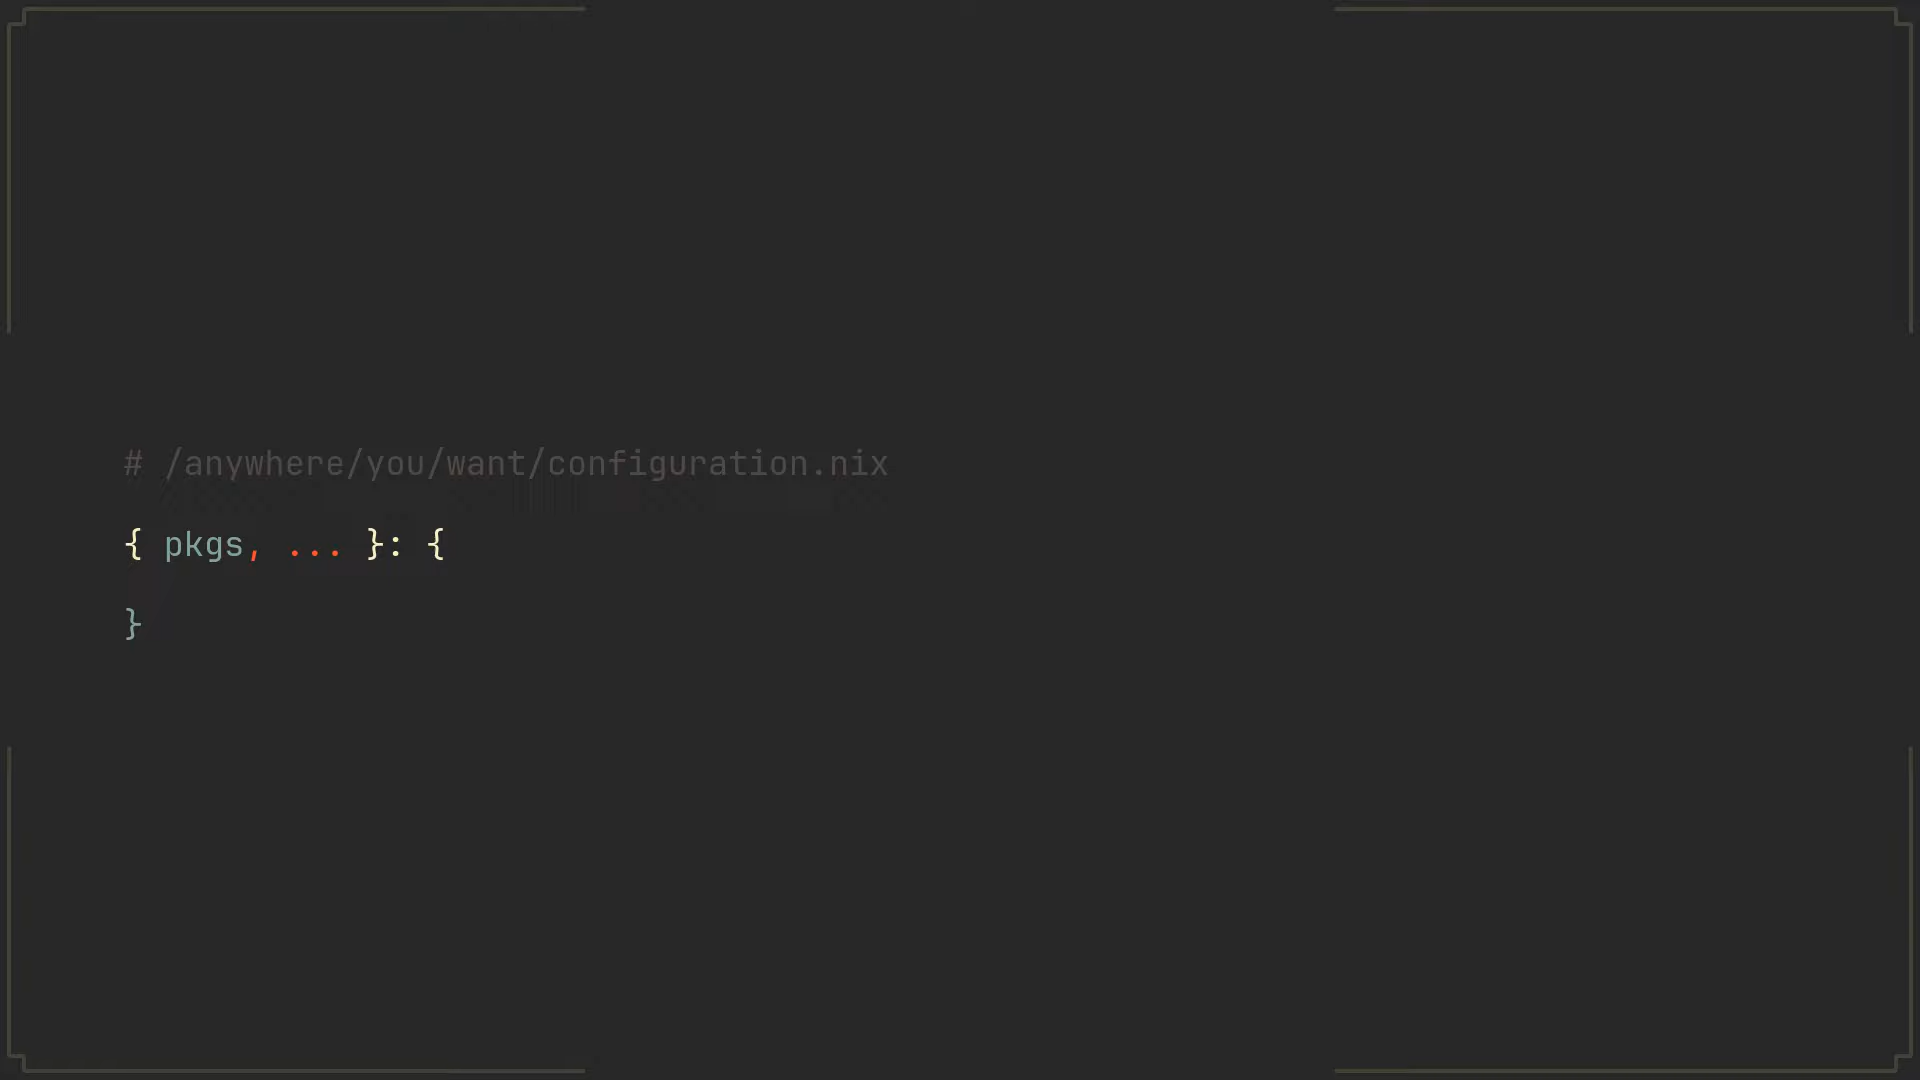 # /anywhere/you/want/configuration.nix
{ pkgs, ... }: {
}